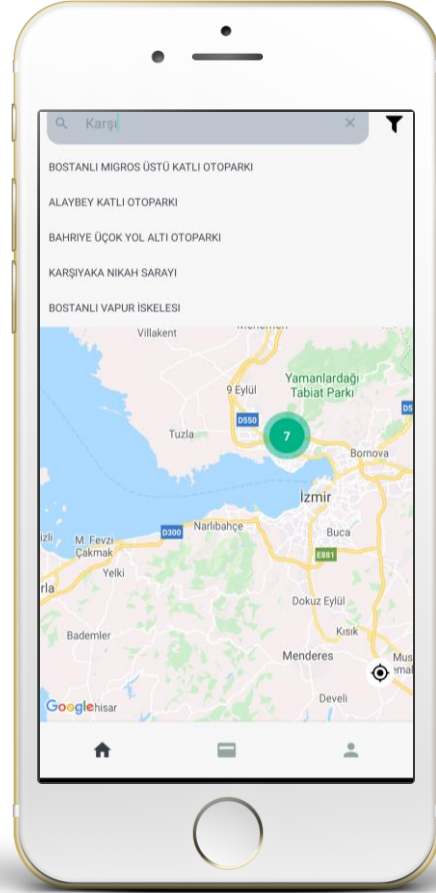 Karşı
BOSTANLI MIGROS ÜSTÜ KATLI OTOPARKI
ALAYBEY KATLI OTOPARKI
BAHRIYE ÜÇOK YOL ALTI OTOPARKI
KARŞIYAKA NIKAH SARAYI
BOSTANLI VAPUR İSKELESI
Villakent
9 Eylül
Yamanlardağı
Tabiat Parkı
D550
Tuzla
7
Bornova
İzmir
D300
Narlıbahçe
M. Fevzi
Çakmak
Buca
E881
Yelki
Dokuz Eylül
Kısık
Bademler
Menderes
Develi
Google